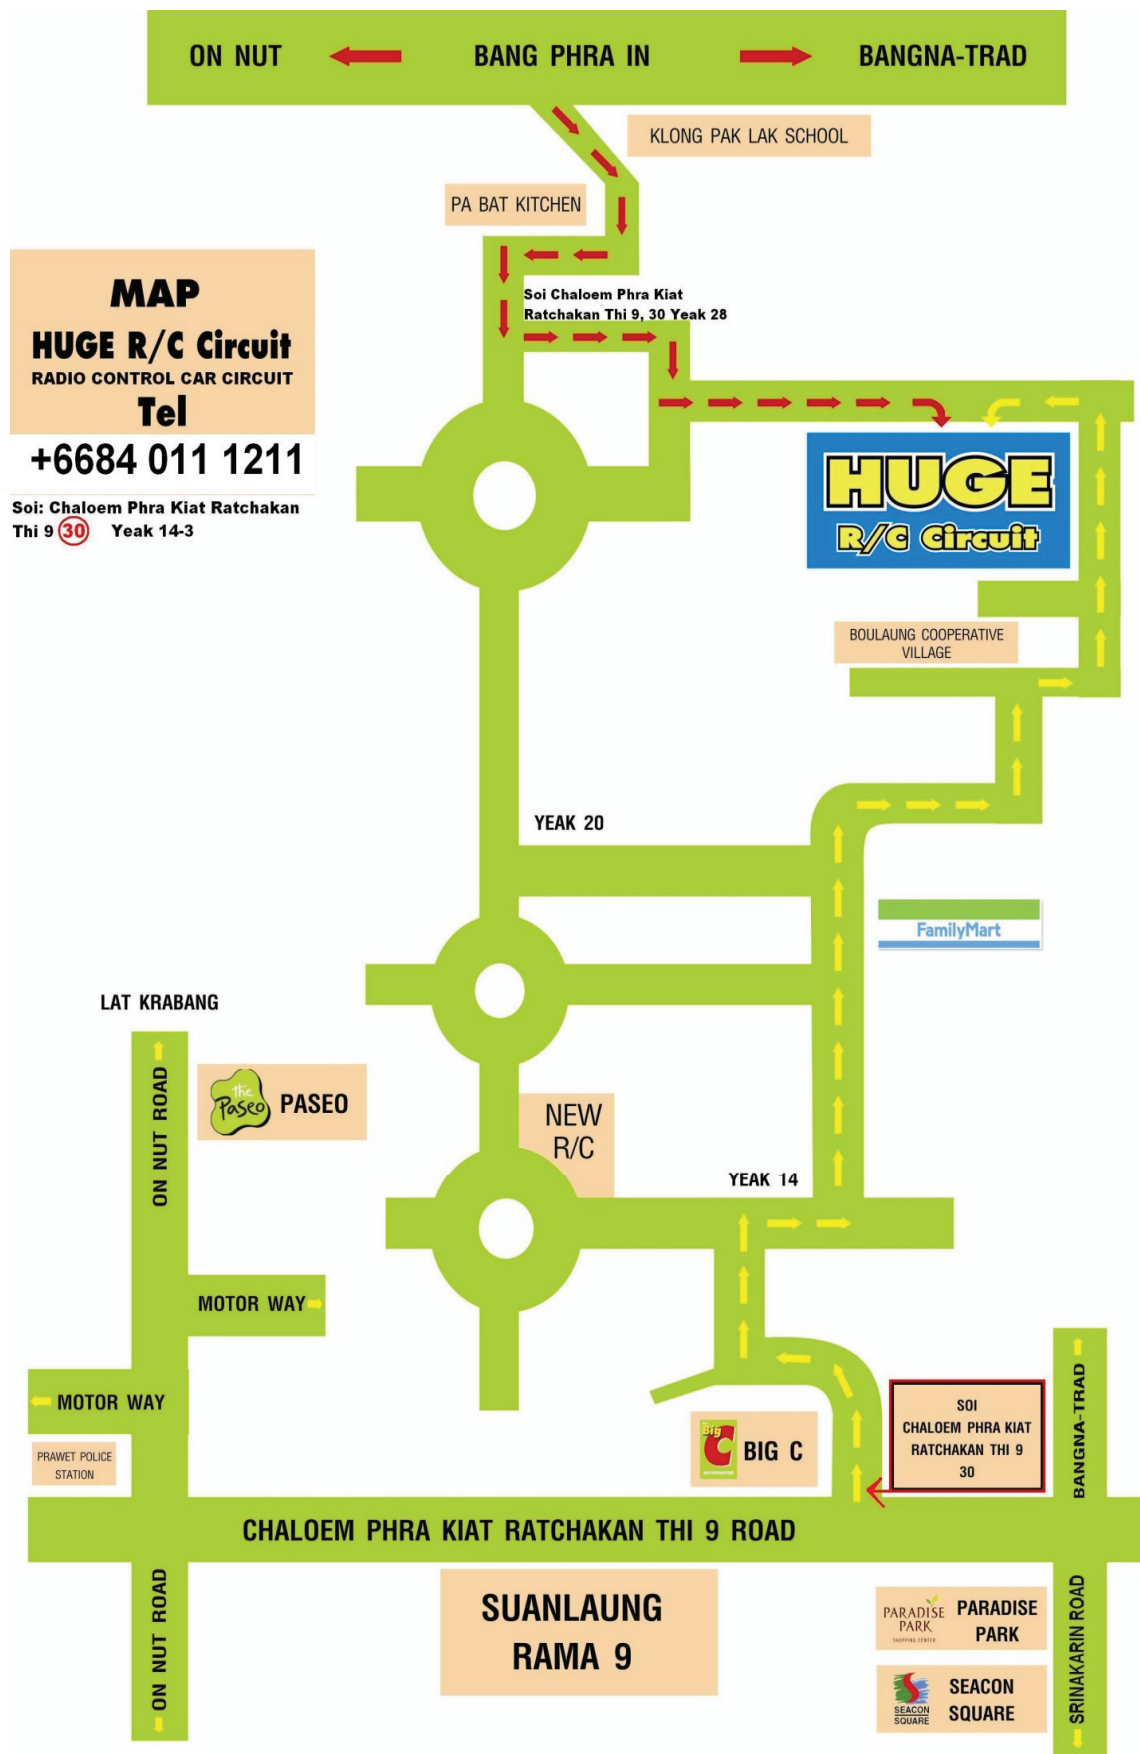 ON NUT
BANG PHRA IN
BANGNA-TRAD
KLONG PAK LAK SCHOOL
PA BAT KITCHEN
MAP
HUGE R/C Circuit
RADIO CONTROL CAR CIRCUIT
Tel
+6684 011 1211
Soi: Chaloem Phra Kiat Ratchakan
Thi 9 30 Yeak 14-3
Soi Chaloem Phra Kiat
Ratchakan Thi 9, 30 Yeak 28
HUGE
R/C Circuit
BOULAUNG COOPERATIVE
VILLAGE
YEAK 20
FamilyMart
LAT KRABANG
ON NUT ROAD
the
Paseo
PASEO
NEW
R/C
YEAK 14
MOTOR WAY
MOTOR WAY
PRAWET POLICE
STATION
Big
C
BIG C
SOI
CHALOEM PHRA KIAT
RATCHAKAN THI 9
30
BANGNA-TRAD
CHALOEM PHRA KIAT RATCHAKAN THI 9 ROAD
ON NUT ROAD
SUANLAUNG
RAMA 9
PARADISE
PARK
SHOPPING CENTER
PARADISE
PARK
SEACON
SQUARE
SEACON
SQUARE
SRINAKARIN ROAD